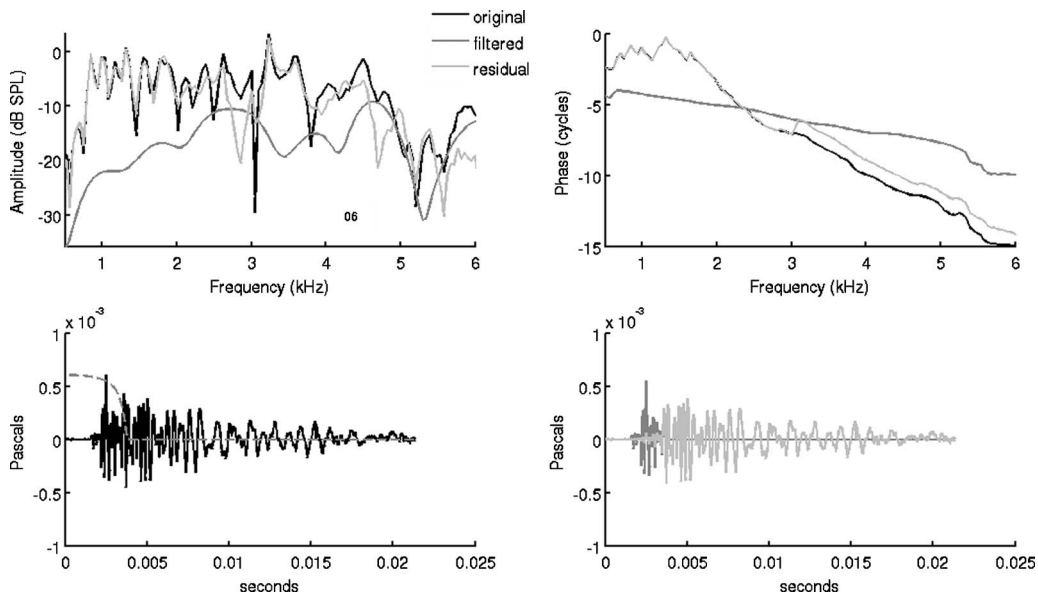 original
filtered
residual
0
-10
-20
-30
Amplitude (dB SPL)
06
1 2 3 4 5 6
Frequency (kHz)
0
-5
-10
-15
Phase (cycles)
1 2 3 4 5 6
Frequency (kHz)
x 10^-3
1
0.5
0
-0.5
-1
Pascals
0 0.005 0.01 0.015 0.02 0.025
seconds
x 10^-3
1
0.5
0
-0.5
-1
Pascals
0 0.005 0.01 0.015 0.02 0.025
seconds